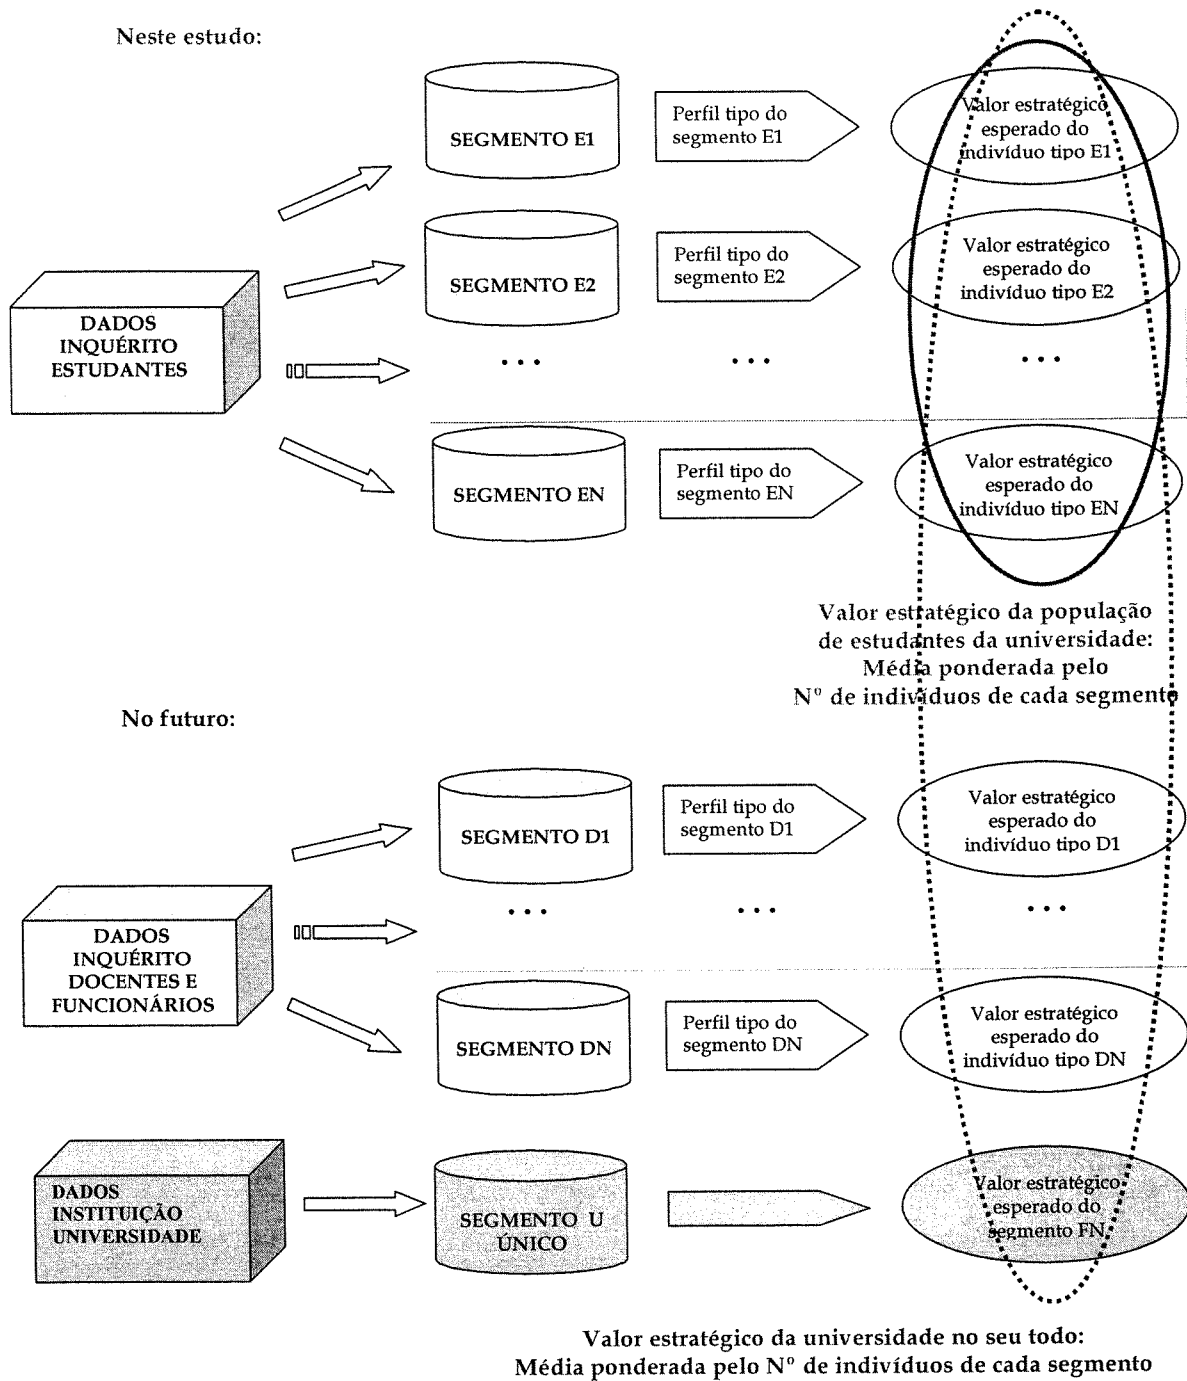 Neste estudo:
SEGMENTO E1
Perfil tipo do
segmento E1
Valor estratégico
esperado do
indivíduo tipo E1
SEGMENTO E2
Perfil tipo do
segmento E2
Valor estratégico
esperado do
indivíduo tipo E2
DADOS
INQUÉRITO
ESTUDANTES
...
...
...
SEGMENTO EN
Perfil tipo do
segmento EN
Valor estratégico
esperado do
indivíduo tipo EN
Valor estratégico da população
de estudantes da universidade:
Média ponderada pelo
Nº de indivíduos de cada segmento
No futuro:
SEGMENTO D1
Perfil tipo do
segmento D1
Valor estratégico
esperado do
indivíduo tipo D1
...
...
...
DADOS
INQUÉRITO
DOCENTES E
FUNCIONÁRIOS
SEGMENTO DN
Perfil tipo do
segmento DN
Valor estratégico
esperado do
indivíduo tipo DN
DADOS
INSTITUIÇÃO
UNIVERSIDADE
SEGMENTO U
ÚNICO
Valor estratégico
esperado do
segmento FN
Valor estratégico da universidade no seu todo:
Média ponderada pelo Nº de indivíduos de cada segmento